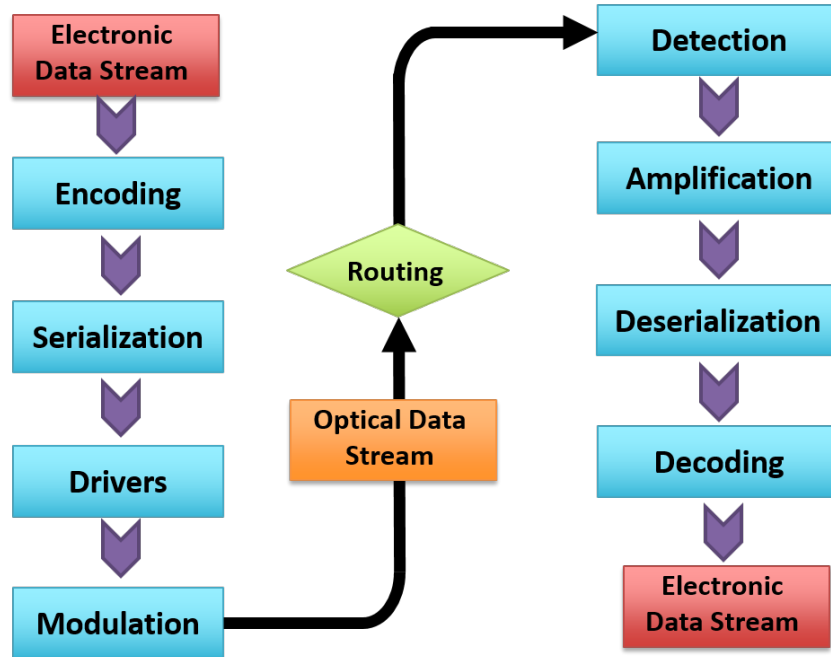 Electronic
Data Stream
Encoding
Serialization
Drivers
Modulation
Optical Data
Stream
Routing
Detection
Amplification
Deserialization
Decoding
Electronic
Data Stream